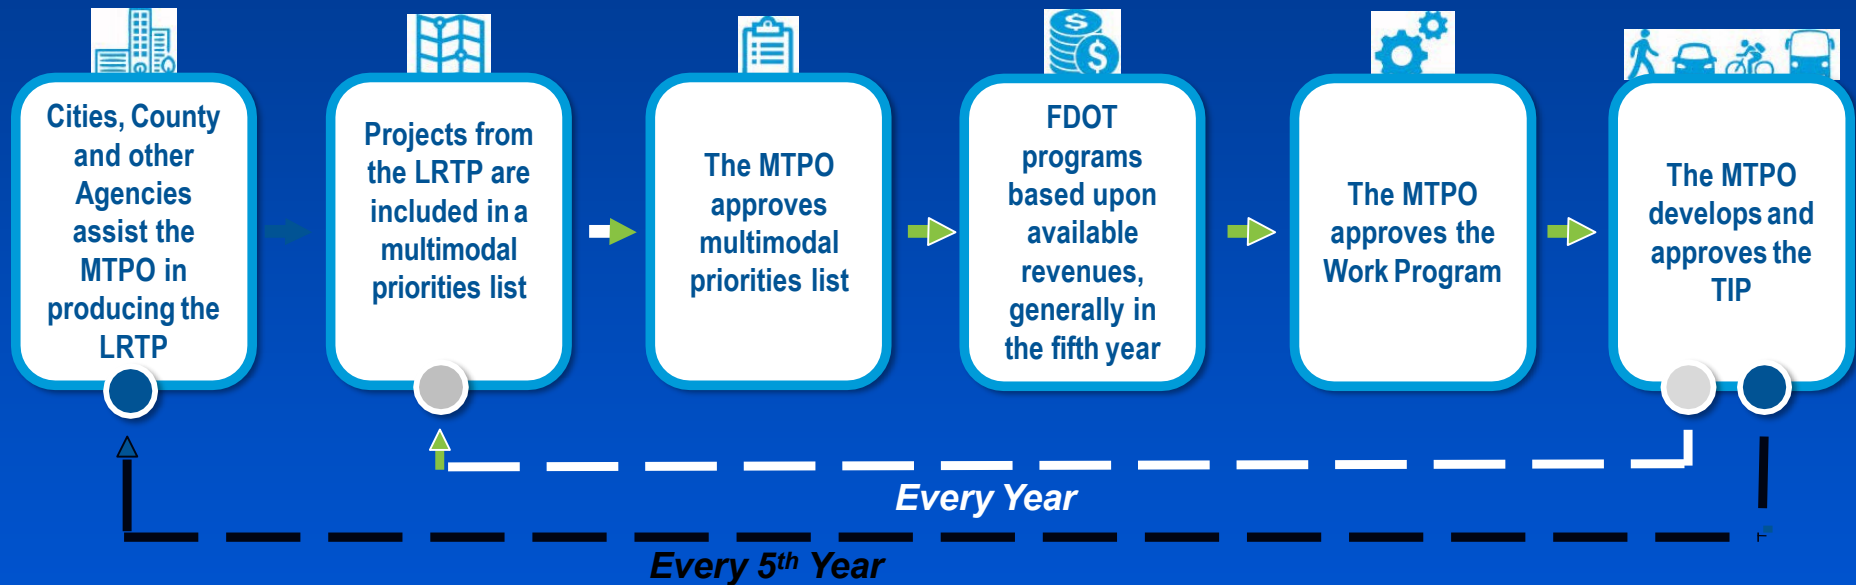 Cities, County
and other
Agencies
assist the
MTPO in
producing the
LRTP
Projects from
the LRTP are
included in a
multimodal
priorities list
The MTPO
approves
multimodal
priorities list
FDOT
programs
based upon
available
revenues,
generally in
the fifth year
The MTPO
approves the
Work Program
The MTPO
develops and
approves the
TIP
Every Year
Every 5th Year